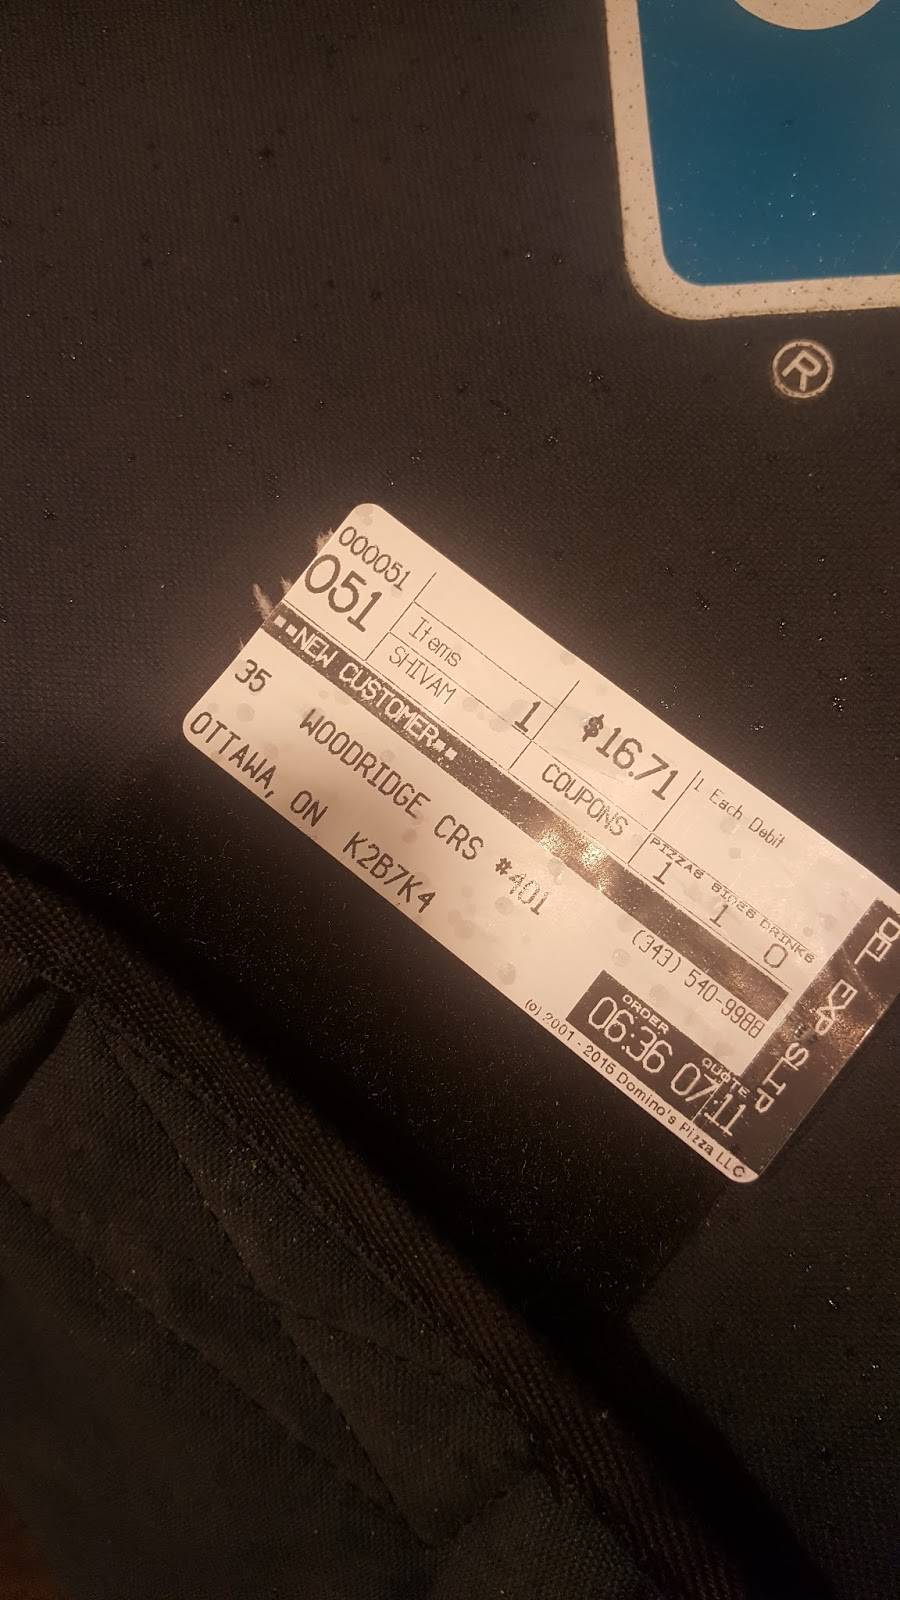 ®
000051
051
Items
SHIVAM 1
$16.71
1 Each Debit
COUPONS
PIZZAS SIDES DRINKS
1 1 0
▪▪NEW CUSTOMER▪▪
35 WOODRIDGE CRS #401
OTTAWA, ON K2B7K4
(343) 540-9988
ORDER QUOTE
06:36 07:11
DEL EXP-SLIP
(c) 2001 - 2015 Domino's Pizza LLC